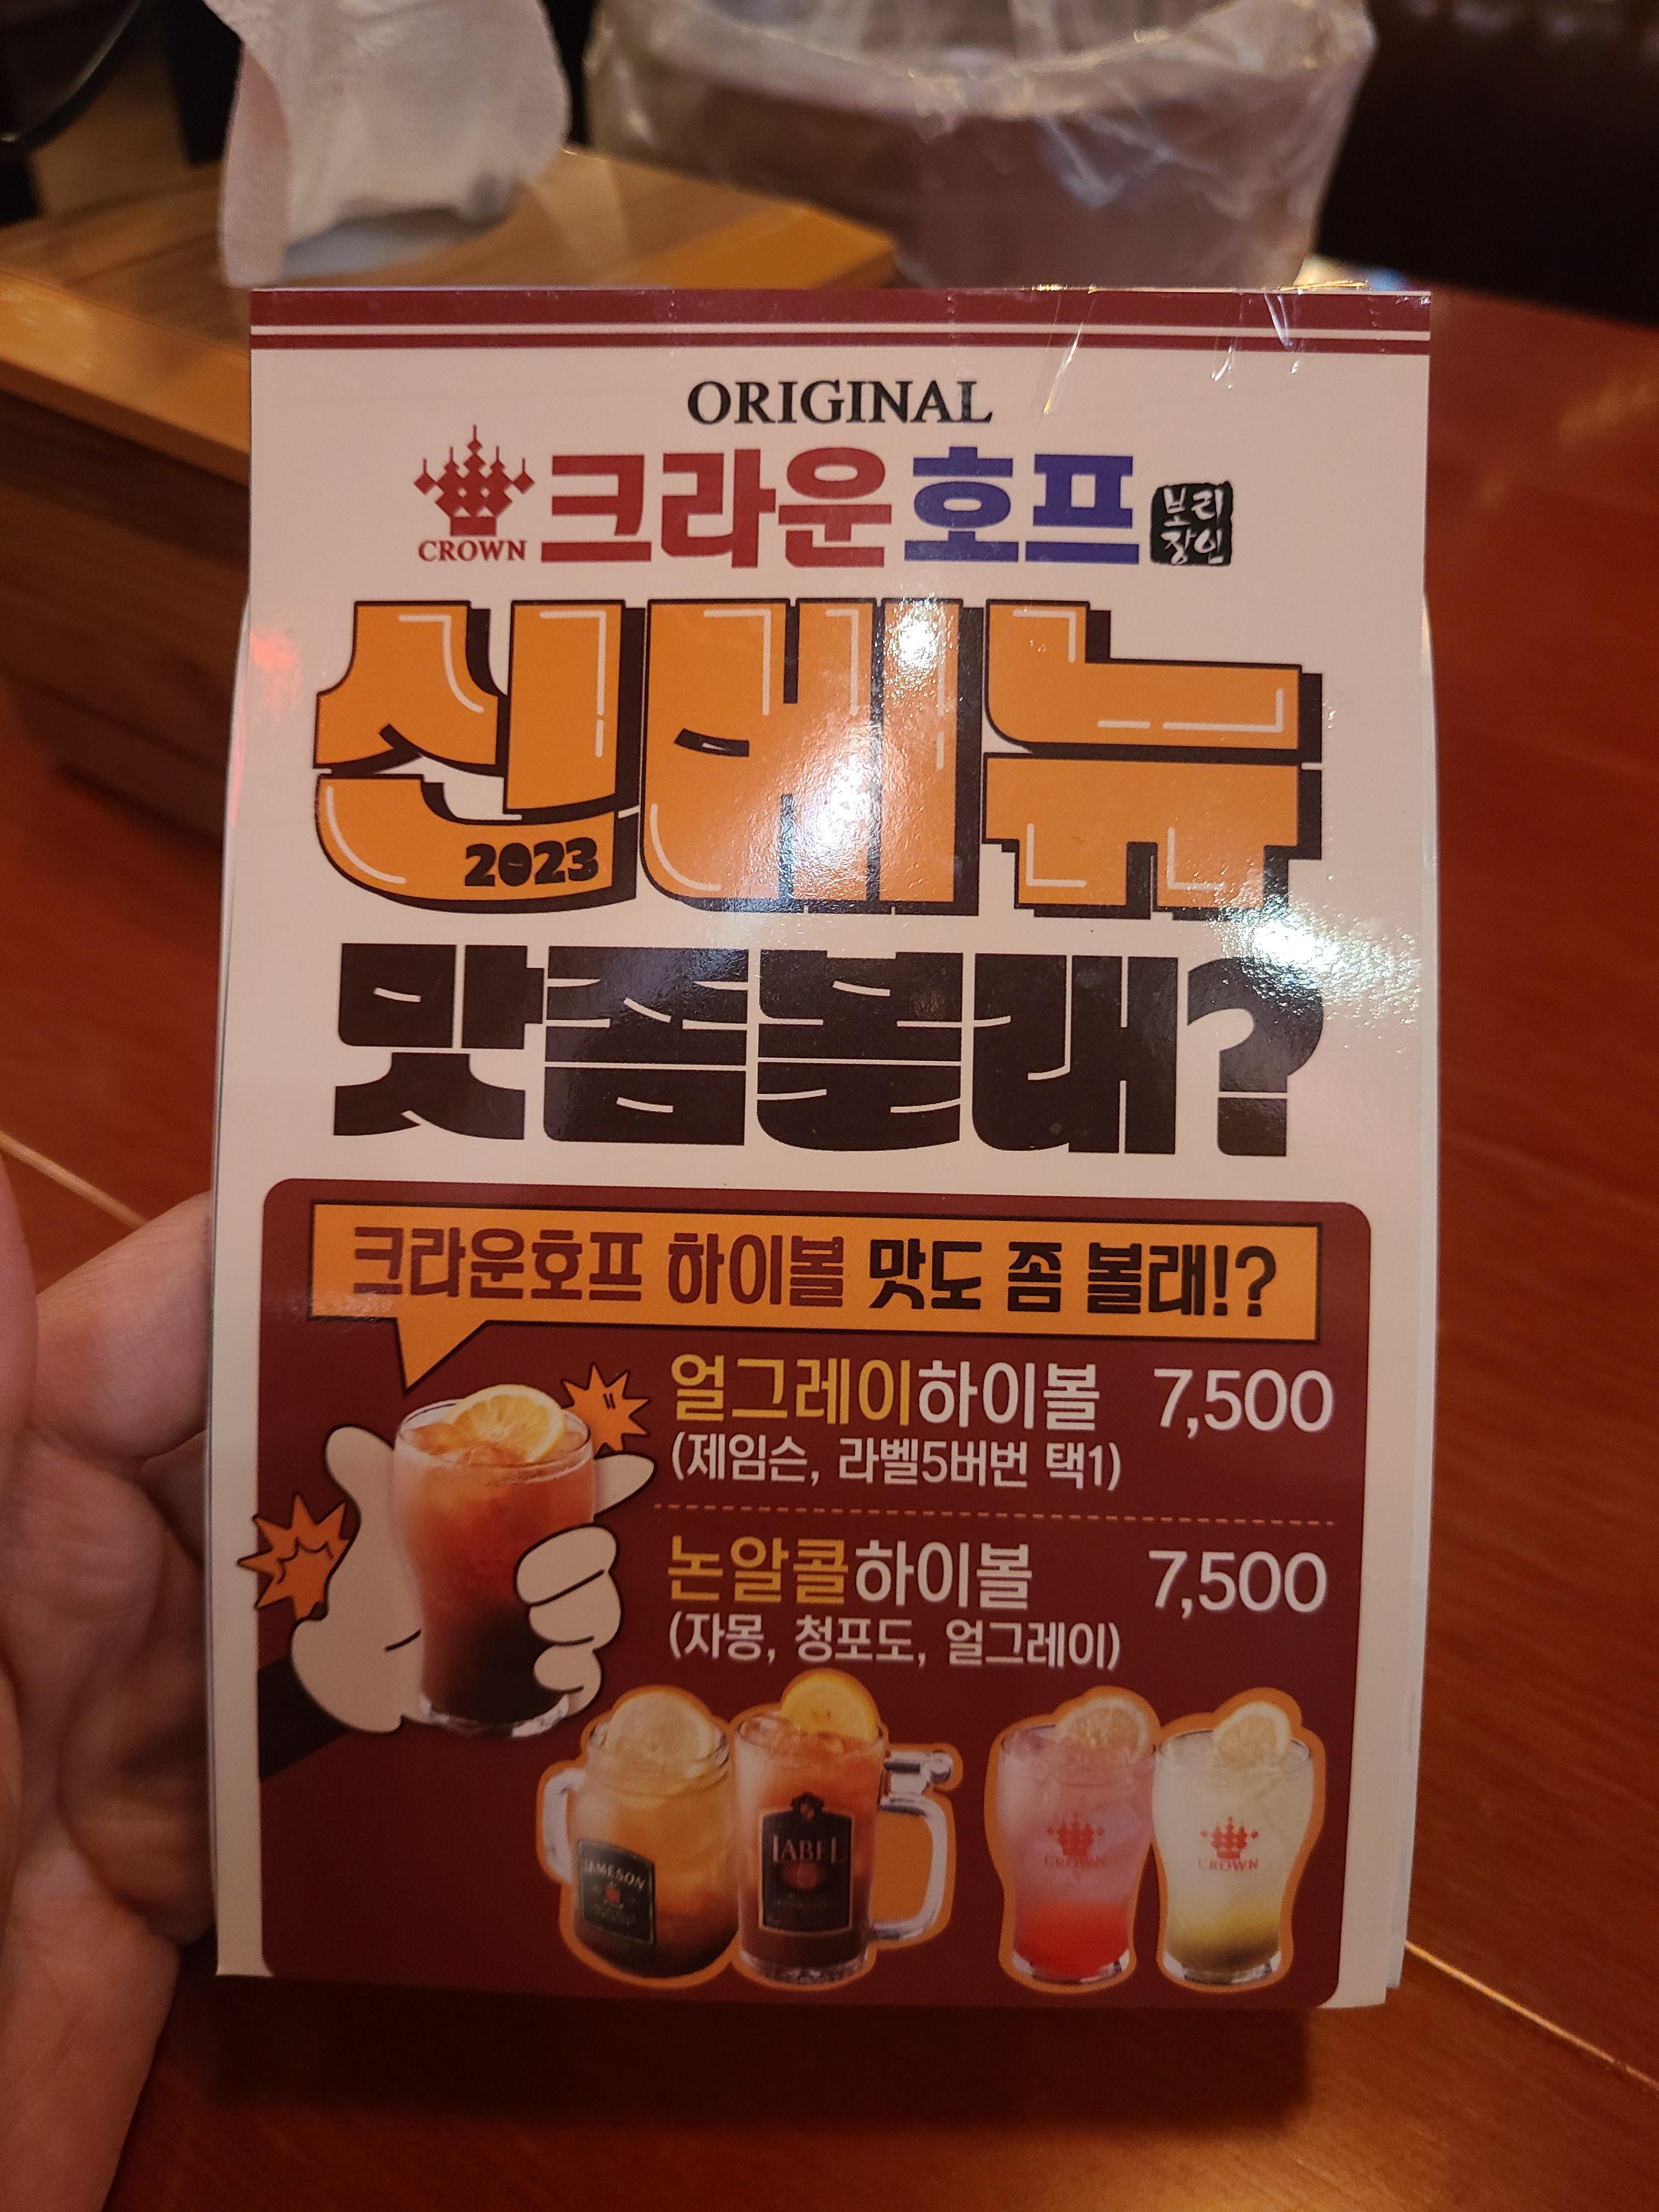 ORIGINAL
CROWN 크라운호프 보리장인
신메뉴
2023
맛좀볼래?
크라운호프 하이볼 맛도 좀 볼래!?
얼그레이하이볼 7,500
(제임슨, 라벨5버번 택1)
논알콜하이볼 7,500
(자몽, 청포도, 얼그레이)
JAMESON
LABEL
CROWN
CROWN